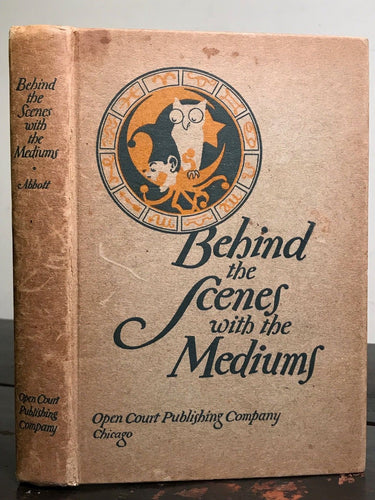 Behind
the
Scenes
with the
Mediums
Abbott
Open Court
Publishing
Company
Behind
the
Scenes
with the
Mediums
Open Court Publishing Company
Chicago